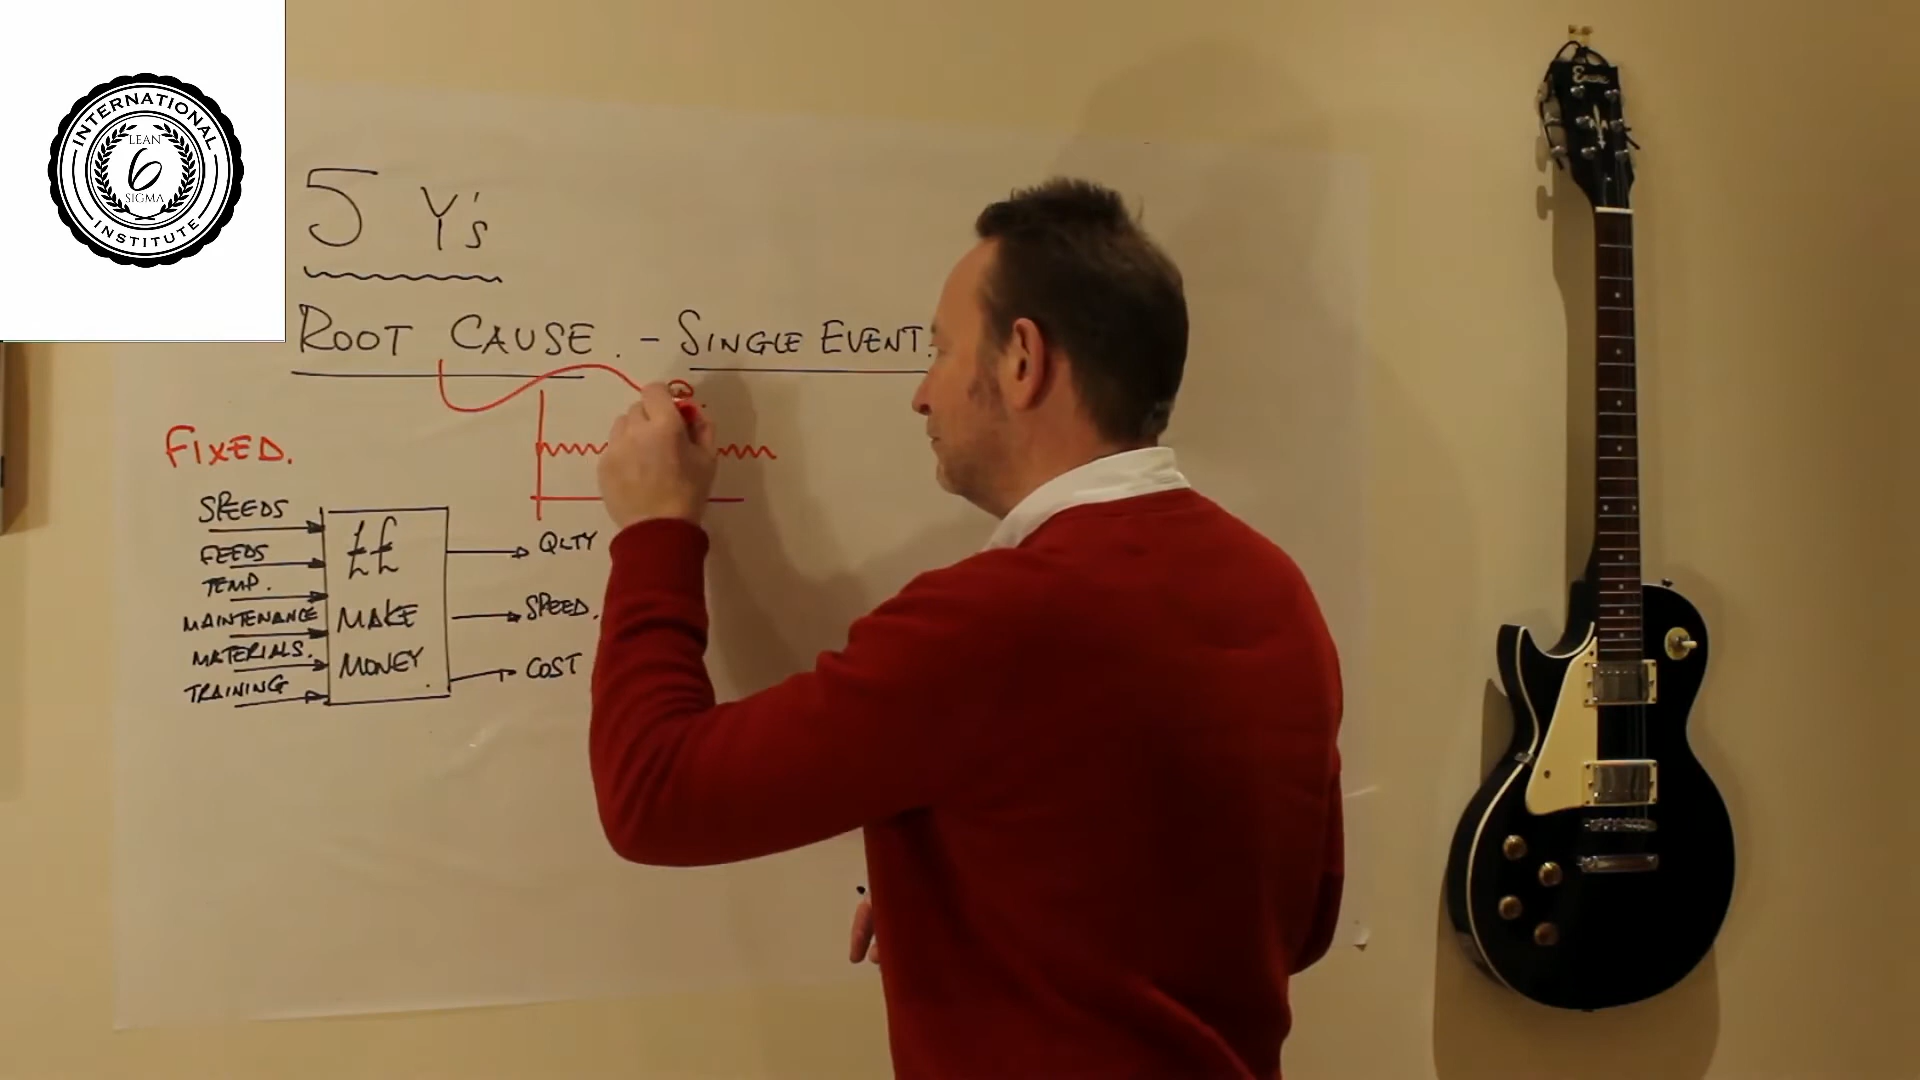 INTERNATIONAL
LEAN
6
SIGMA
INSTITUTE
5 Y's
ROOT CAUSE. - SINGLE EVENT.
FIXED.
SPEEDS
FEEDS
TEMP.
MAINTENANCE
MATERIALS.
TRAINING
££
MAKE
MONEY
QLTY
SPEED.
COST